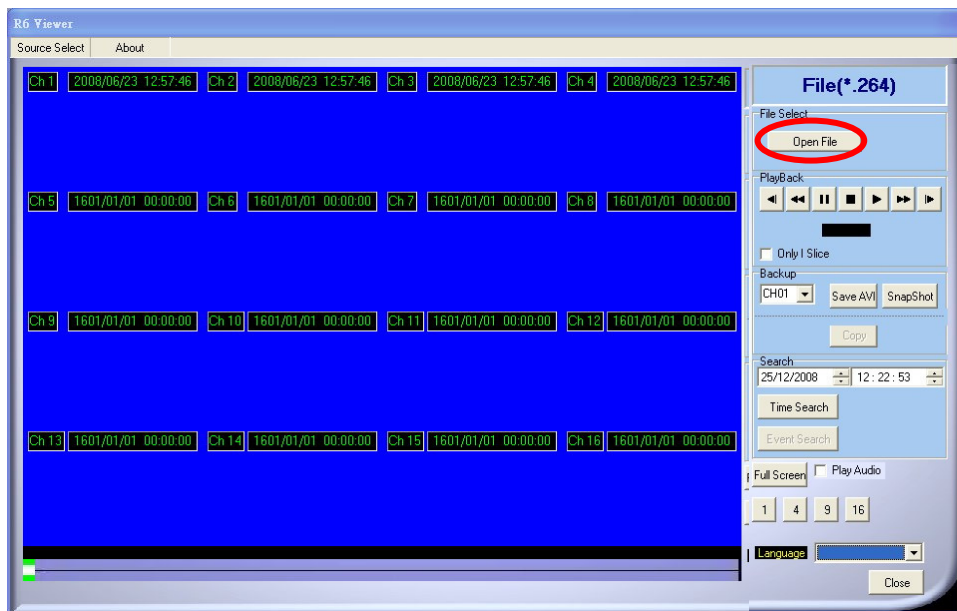 R6 Viewer
Source Select About
Ch 1 2008/06/23 12:57:46 Ch 2 2008/06/23 12:57:46 Ch 3 2008/06/23 12:57:46 Ch 4 2008/06/23 12:57:46
Ch 5 1601/01/01 00:00:00 Ch 6 1601/01/01 00:00:00 Ch 7 1601/01/01 00:00:00 Ch 8 1601/01/01 00:00:00
Ch 9 1601/01/01 00:00:00 Ch 10 1601/01/01 00:00:00 Ch 11 1601/01/01 00:00:00 Ch 12 1601/01/01 00:00:00
Ch 13 1601/01/01 00:00:00 Ch 14 1601/01/01 00:00:00 Ch 15 1601/01/01 00:00:00 Ch 16 1601/01/01 00:00:00
File(*.264)
File Select
Open File
PlayBack
Only I Slice
Backup
CH01 Save AVI SnapShot
Copy
Search
25/12/2008 12:22:53
Time Search
Event Search
Full Screen Play Audio
1 4 9 16
Language
Close